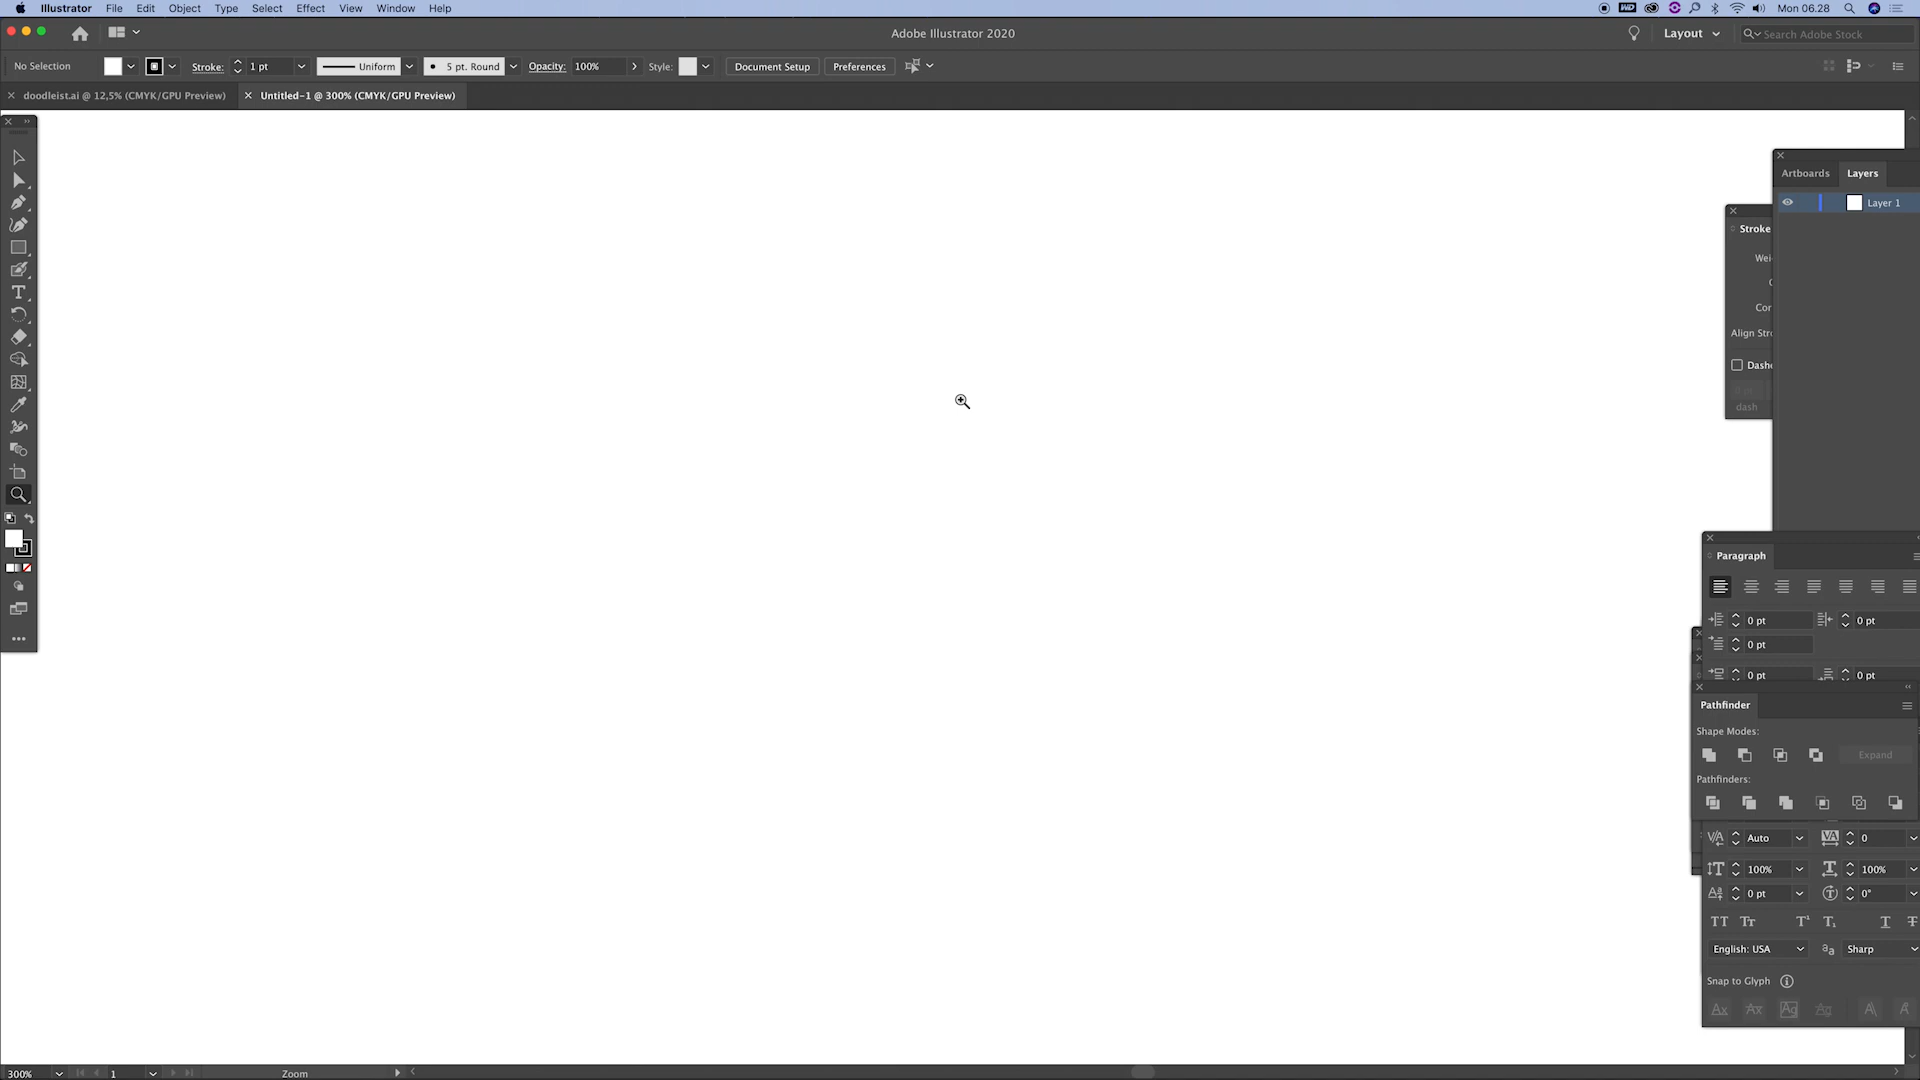 Illustrator File Edit Object Type Select Effect View Window Help
Mon 06.28
Adobe Illustrator 2020
Layout
Search Adobe Stock
No Selection
Stroke: 1 pt
Uniform
5 pt. Round
Opacity: 100%
Style:
Document Setup
Preferences
doodleist.ai @ 12,5% (CMYK/GPU Preview)
Untitled-1 @ 300% (CMYK/GPU Preview)
Artboards Layers
Layer 1
Stroke
Wei
C
Cor
Align Stro
Dashe
dash
Paragraph
0 pt 0 pt
0 pt
0 pt 0 pt
Pathfinder
Shape Modes:
Expand
Pathfinders:
Auto 0
100% 100%
0 pt 0°
English: USA
Sharp
Snap to Glyph
300% 1 Zoom